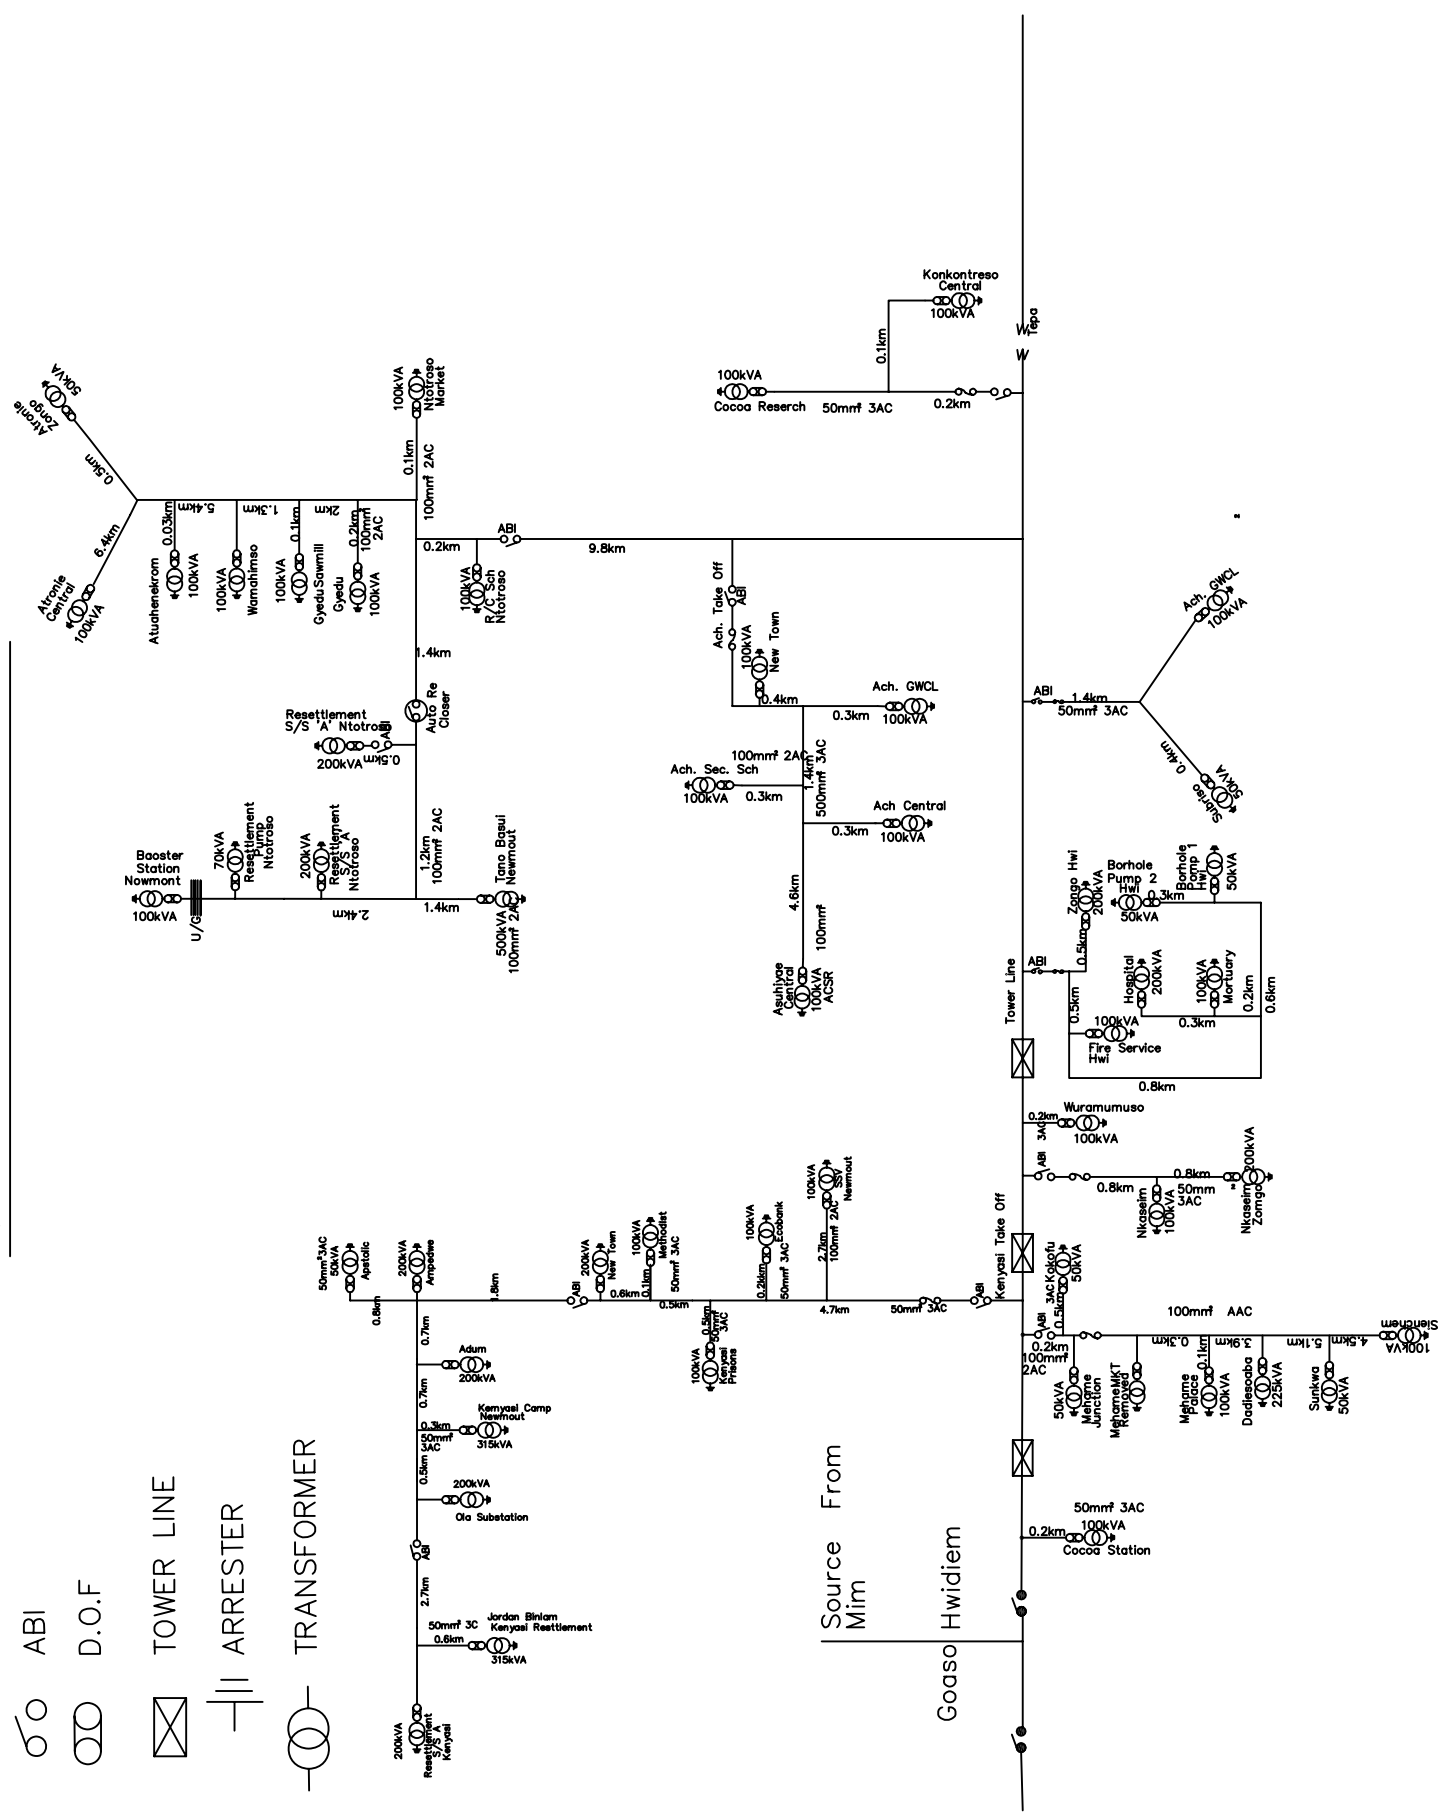 Konkontreso
Central
100kVA
Tepa
0.1km
100kVA
Cocoa Reserch
50mm² 3AC
0.2km
50kVA
Atronie
Zongo
0.5km
6.4km
Atronie
Central
100kVA
100kVA
Ntotroso
Market
0.1km
100mm² 2AC
5.4km
0.03km
Atuahenekrom
100kVA
1.3km
100kVA
Wamahimso
2km
0.1km
100kVA
GyeduSawmill
0.2km
100mm²
2AC
Gyedu
100kVA
0.2km
ABI
100kVA
R/C Sch
Ntotroso
9.8km
1.4km
Auto Re
Closer
Resettlement
S/S 'A' Ntotroso
ABI
200kVA
0.5km
1.2km
100mm² 2AC
70kVA
Resettlement
Pump
Ntotroso
200kVA
Resettlement
S/S 'A'
Ntotroso
Baoster
Station
Nowmont
100kVA
U/G
2.4km
1.4km
Tano Basui
Newmout
500kVA
100mm² 2AC
Ach. Take Off
ABI
100kVA
New Town
0.4km
Ach. GWCL
0.3km
100kVA
100mm² 2AC
1.4km
500mm² 3AC
Ach. Sec. Sch
100kVA
0.3km
Ach Central
0.3km
100kVA
4.6km
100mm²
Asuhiyae
Central
100kVA
ACSR
Ach. GWCL
100kVA
ABI
1.4km
50mm² 3AC
0.4km
Subriso
50kVA
Zongo Hwi
200kVA
0.5km
Borhole
Pump 2
Hwi
50kVA
0.3km
Borhole
Pomp 1
Hwi
50kVA
Tower Line
ABI
0.5km
Hospital
200kVA
100kVA
Mortuary
0.2km
0.6km
0.3km
100kVA
Fire Service
Hwi
0.8km
Wuramumuso
0.2km
3AC
100kVA
ABI
0.8km
0.8km
50mm²
3AC
Nkaseim
100kVA
Nkaseim
Zomgo
200kVA
Kenyasi Take Off
100kVA
SSV
Newmout
2.7km
100mm² 2AC
100kVA
Ecobank
0.2kkm
50mm² 3AC
100kVA
Methodist
0.1km
50mm² 3AC
200kVA
New Town
ABI
0.6km
0.5km
4.7km
50mm² 3AC
ABI
0.5km
50mm²
3AC
100kVA
Kenyasi
Prisons
50mm² 3AC
50kVA
Apstolic
200kVA
Ampedwe
0.8km
1.8km
0.7km
Adum
200kVA
0.7km
Kemyasi Camp
Newmout
0.3km
50mm²
3AC
315kVA
0.5km
200kVA
Ola Substation
ABI
2.7km
50mm² 3C
0.6km
Jordan Binlam
Kenyasi Resttlement
315kVA
200kVA
Resettlement
S/S A
Kenyasi
Kokofu
50kVA
3AC
0.5km
ABI
0.2km
100mm²
2AC
100mm² AAC
0.3km
3.9km
5.1km
4.5km
Sienchem
100kVA
50kVA
Mehame
Junction
MehameMKT
Removed
0.1km
Mehame
Palace
100kVA
Dadiesoaba
225kVA
Sunkwa
50kVA
50mm² 3AC
0.2km
100kVA
Cocoa Station
Source From
Mim
Hwidiem
Goaso
ABI
D.O.F
TOWER LINE
ARRESTER
TRANSFORMER